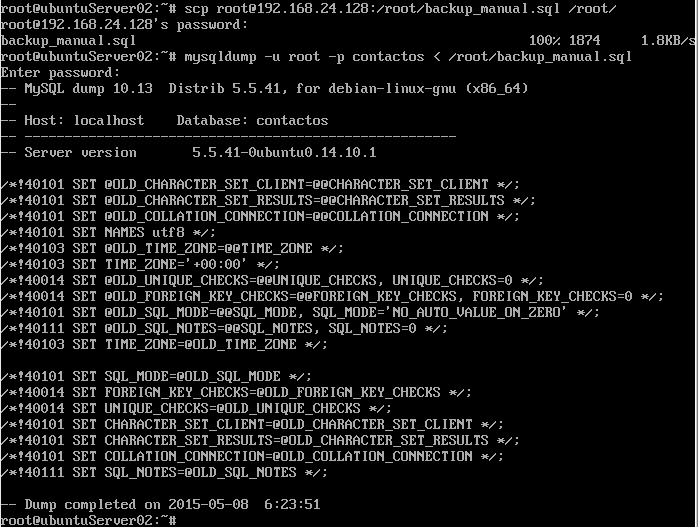 root@ubuntuServer02:~# scp root@192.168.24.128:/root/backup_manual.sql /root/
root@192.168.24.128's password:
backup_manual.sql 100% 1874 1.8KB/s
root@ubuntuServer02:~# mysqldump -u root -p contactos < /root/backup_manual.sql
Enter password:
-- MySQL dump 10.13 Distrib 5.5.41, for debian-linux-gnu (x86_64)
--
-- Host: localhost Database: contactos
-- ------------------------------------------------------
-- Server version 5.5.41-0ubuntu0.14.10.1
/*!40101 SET @OLD_CHARACTER_SET_CLIENT=@@CHARACTER_SET_CLIENT */;
/*!40101 SET @OLD_CHARACTER_SET_RESULTS=@@CHARACTER_SET_RESULTS */;
/*!40101 SET @OLD_COLLATION_CONNECTION=@@COLLATION_CONNECTION */;
/*!40101 SET NAMES utf8 */;
/*!40103 SET @OLD_TIME_ZONE=@@TIME_ZONE */;
/*!40103 SET TIME_ZONE='+00:00' */;
/*!40014 SET @OLD_UNIQUE_CHECKS=@@UNIQUE_CHECKS, UNIQUE_CHECKS=0 */;
/*!40014 SET @OLD_FOREIGN_KEY_CHECKS=@@FOREIGN_KEY_CHECKS, FOREIGN_KEY_CHECKS=0 */;
/*!40101 SET @OLD_SQL_MODE=@@SQL_MODE, SQL_MODE='NO_AUTO_VALUE_ON_ZERO' */;
/*!40111 SET @OLD_SQL_NOTES=@@SQL_NOTES, SQL_NOTES=0 */;
/*!40103 SET TIME_ZONE=@OLD_TIME_ZONE */;
/*!40101 SET SQL_MODE=@OLD_SQL_MODE */;
/*!40014 SET FOREIGN_KEY_CHECKS=@OLD_FOREIGN_KEY_CHECKS */;
/*!40014 SET UNIQUE_CHECKS=@OLD_UNIQUE_CHECKS */;
/*!40101 SET CHARACTER_SET_CLIENT=@OLD_CHARACTER_SET_CLIENT */;
/*!40101 SET CHARACTER_SET_RESULTS=@OLD_CHARACTER_SET_RESULTS */;
/*!40101 SET COLLATION_CONNECTION=@OLD_COLLATION_CONNECTION */;
/*!40111 SET SQL_NOTES=@OLD_SQL_NOTES */;
-- Dump completed on 2015-05-08 6:23:51
root@ubuntuServer02:~#